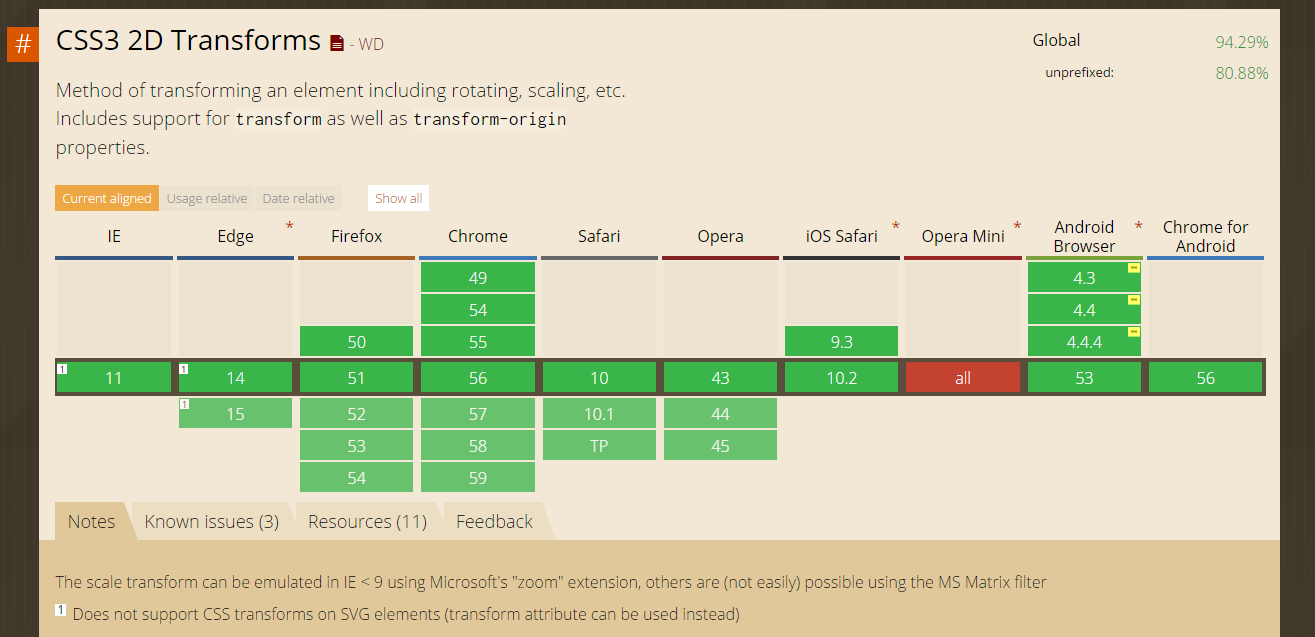 #
CSS3 2D Transforms - WD
Global 94.29%
unprefixed: 80.88%
Method of transforming an element including rotating, scaling, etc.
Includes support for transform as well as transform-origin
properties.
Current aligned Usage relative Date relative Show all
IE Edge * Firefox Chrome Safari Opera iOS Safari * Opera Mini * Android Browser * Chrome for Android
49 4.3
54 4.4
50 55 9.3 4.4.4
1 11 1 14 51 56 10 43 10.2 all 53 56
1 15 52 57 10.1 44
53 58 TP 45
54 59
Notes Known issues (3) Resources (11) Feedback
The scale transform can be emulated in IE < 9 using Microsoft's "zoom" extension, others are (not easily) possible using the MS Matrix filter
1 Does not support CSS transforms on SVG elements (transform attribute can be used instead)